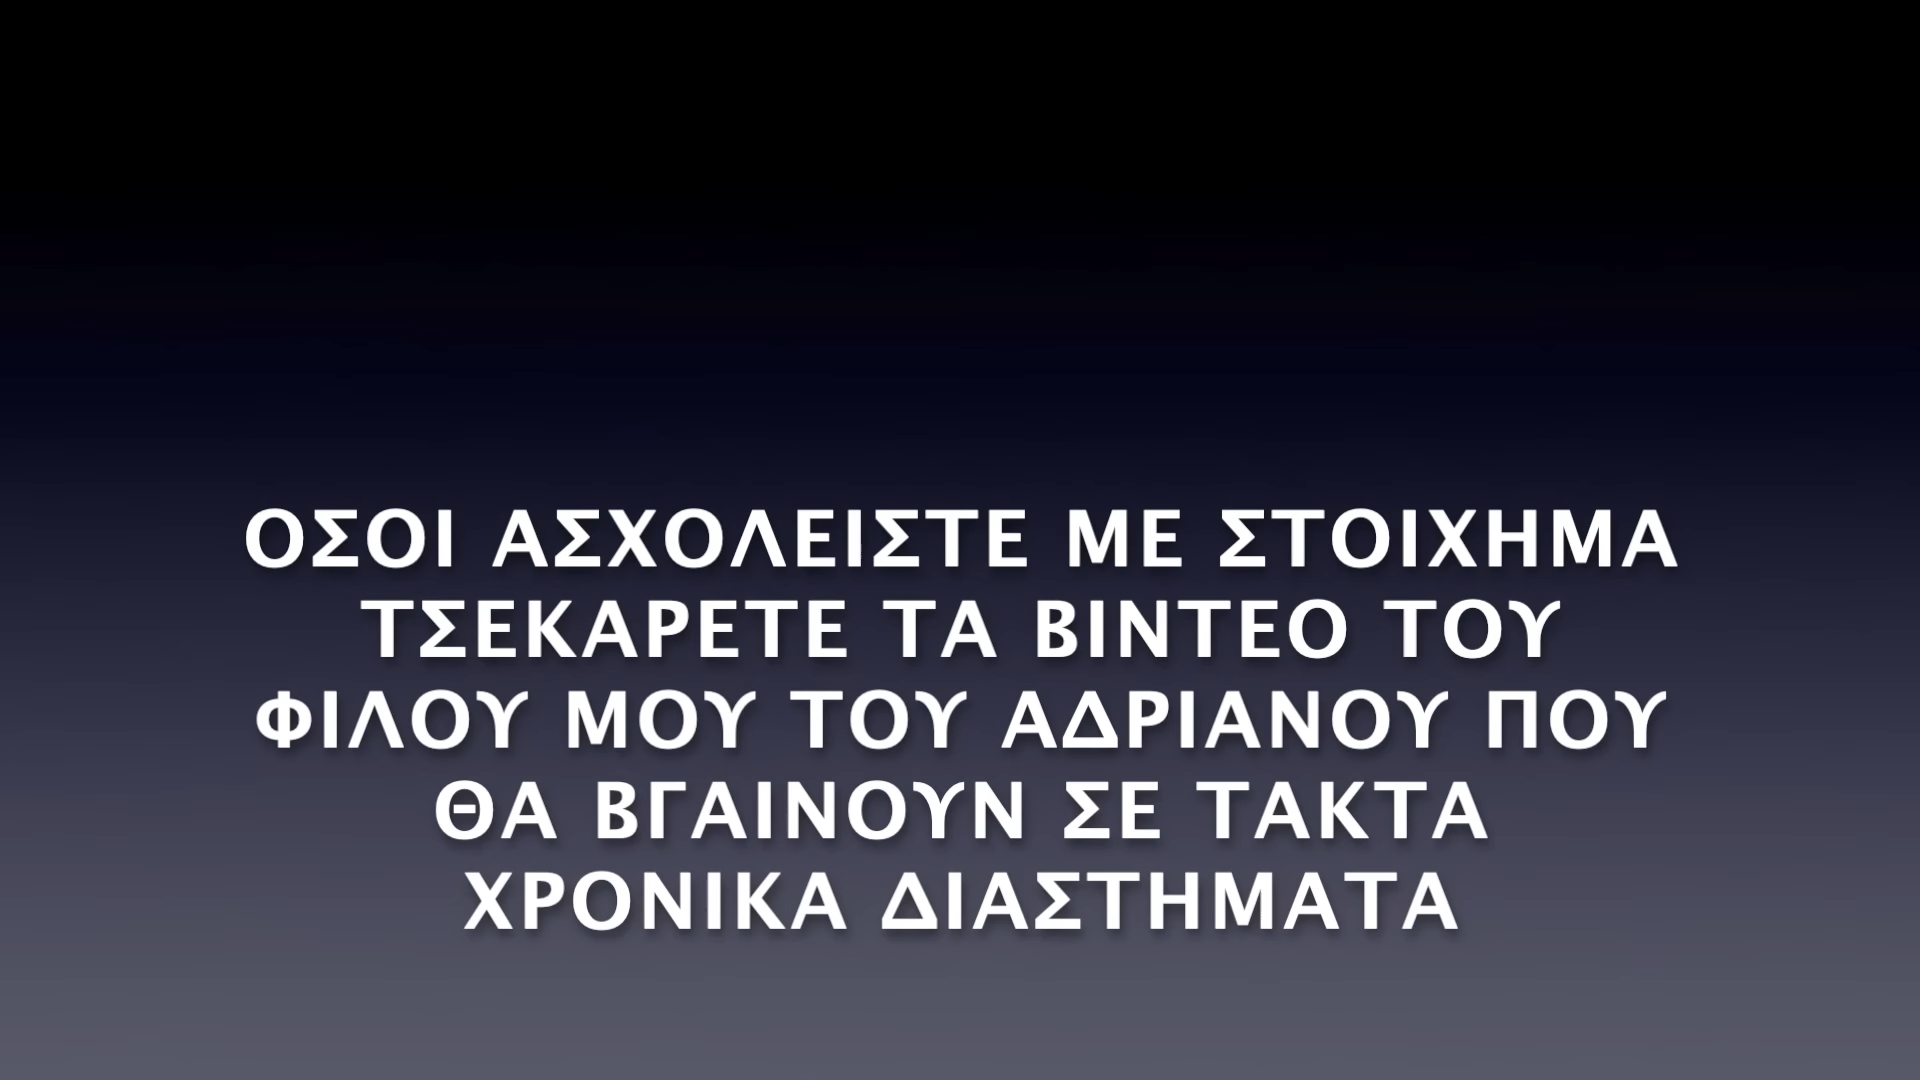 ΟΣΟΙ ΑΣΧΟΛΕΙΣΤΕ ΜΕ ΣΤΟΙΧΗΜΑ
ΤΣΕΚΑΡΕΤΕ ΤΑ ΒΙΝΤΕΟ ΤΟΥ
ΦΙΛΟΥ ΜΟΥ ΤΟΥ ΑΔΡΙΑΝΟΥ ΠΟΥ
ΘΑ ΒΓΑΙΝΟΥΝ ΣΕ ΤΑΚΤΑ
ΧΡΟΝΙΚΑ ΔΙΑΣΤΗΜΑΤΑ